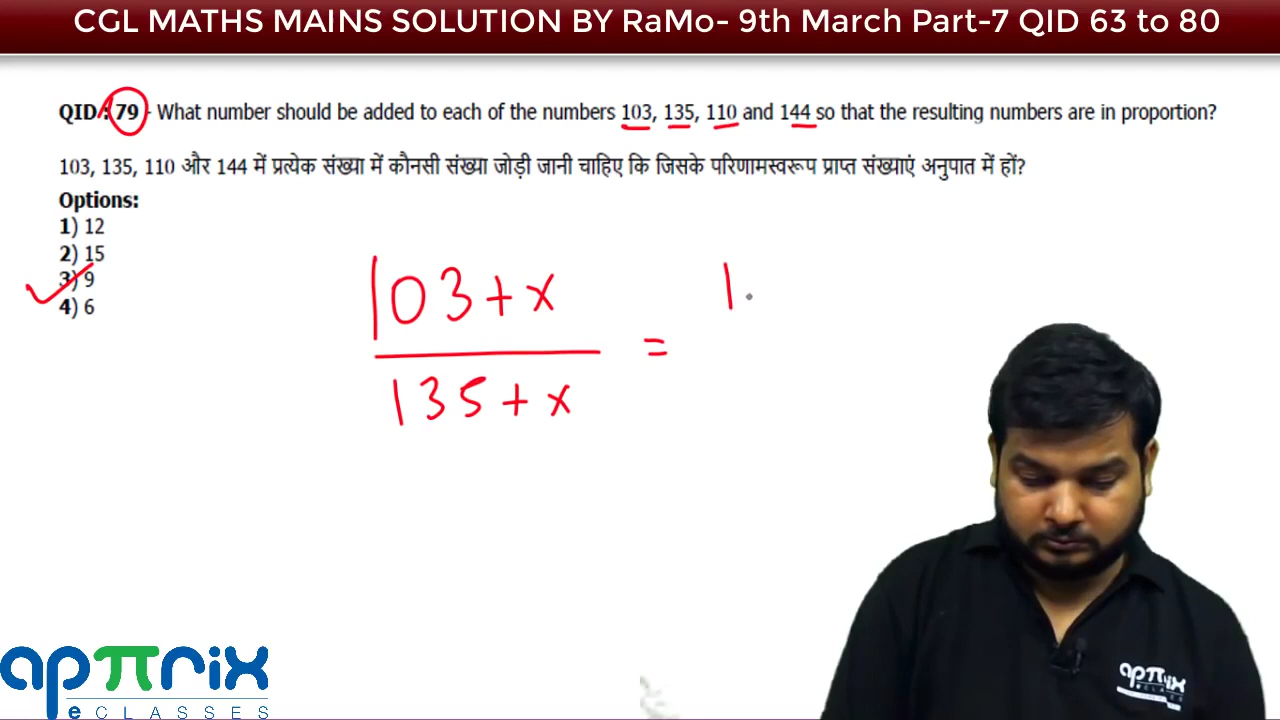 CGL MATHS MAINS SOLUTION BY RaMo- 9th March Part-7 QID 63 to 80
QID : 79 - What number should be added to each of the numbers 103, 135, 110 and 144 so that the resulting numbers are in proportion?
103, 135, 110 और 144 में प्रत्येक संख्या में कौनसी संख्या जोड़ी जानी चाहिए कि जिसके परिणामस्वरूप प्राप्त संख्याएं अनुपात में हों?
Options:
1) 12
2) 15
3) 9
4) 6
103+x
135+x
= 1
apπrix
eCLASSES
apπrix
eCLASSES